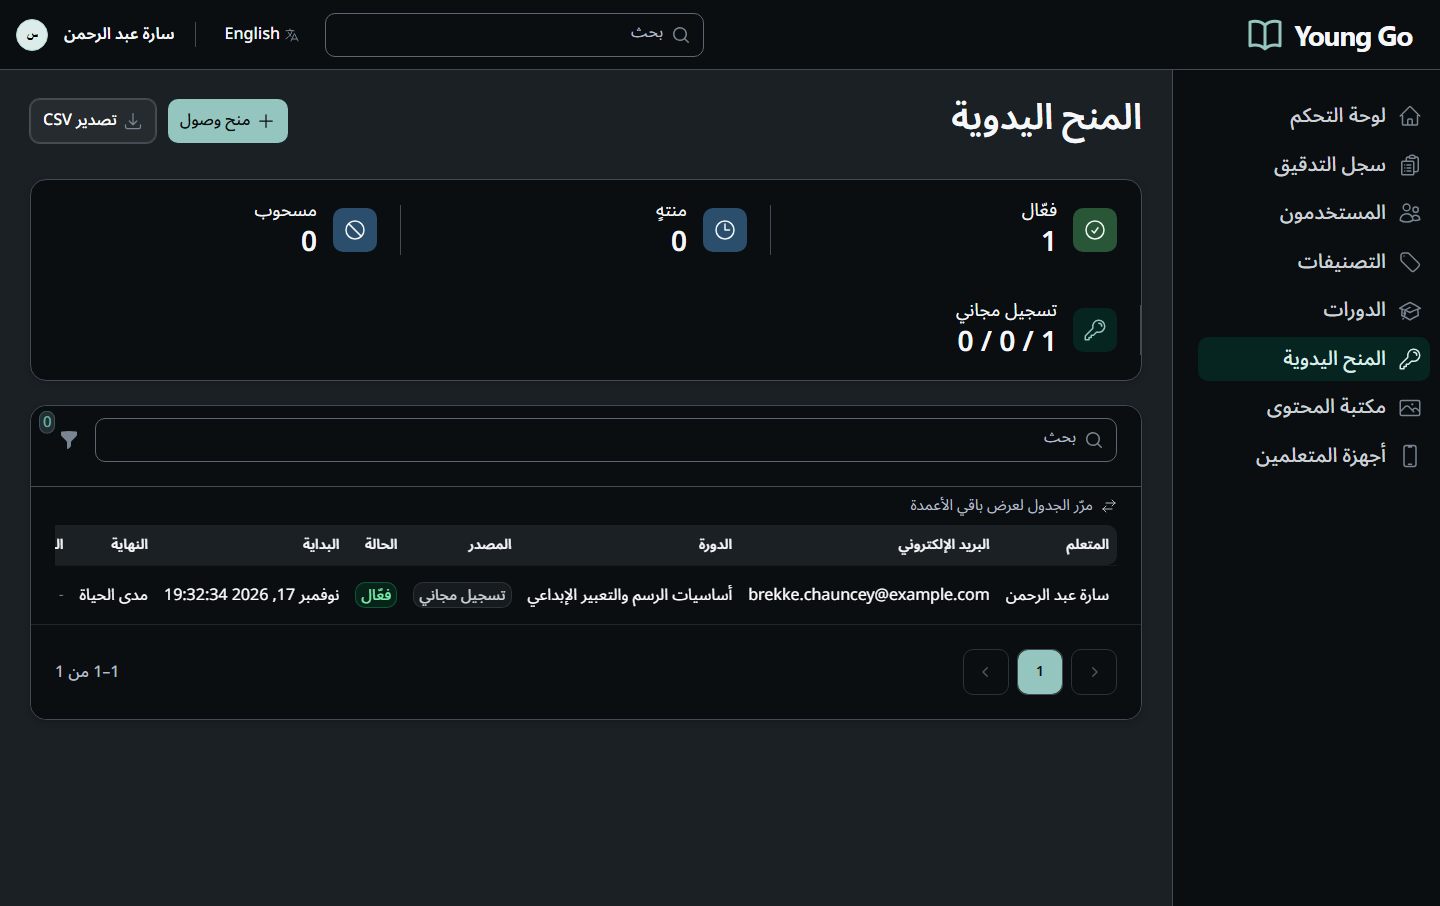 Young Go
بحث
English
سارة عبد الرحمن
س
لوحة التحكم
سجل التدقيق
المستخدمون
التصنيفات
الدورات
المنح اليدوية
مكتبة المحتوى
أجهزة المتعلمين
المنح اليدوية
منح وصول
تصدير CSV
فعّال
1
منتهٍ
0
مسحوب
0
تسجيل مجاني
1 / 0 / 0
بحث
0
مرّر الجدول لعرض باقي الأعمدة
المتعلم البريد الإلكتروني الدورة المصدر الحالة البداية النهاية
سارة عبد الرحمن brekke.chauncey@example.com أساسيات الرسم والتعبير الإبداعي تسجيل مجاني فعّال نوفمبر 17, 2026 19:32:34 مدى الحياة -
1
1–1 من 1